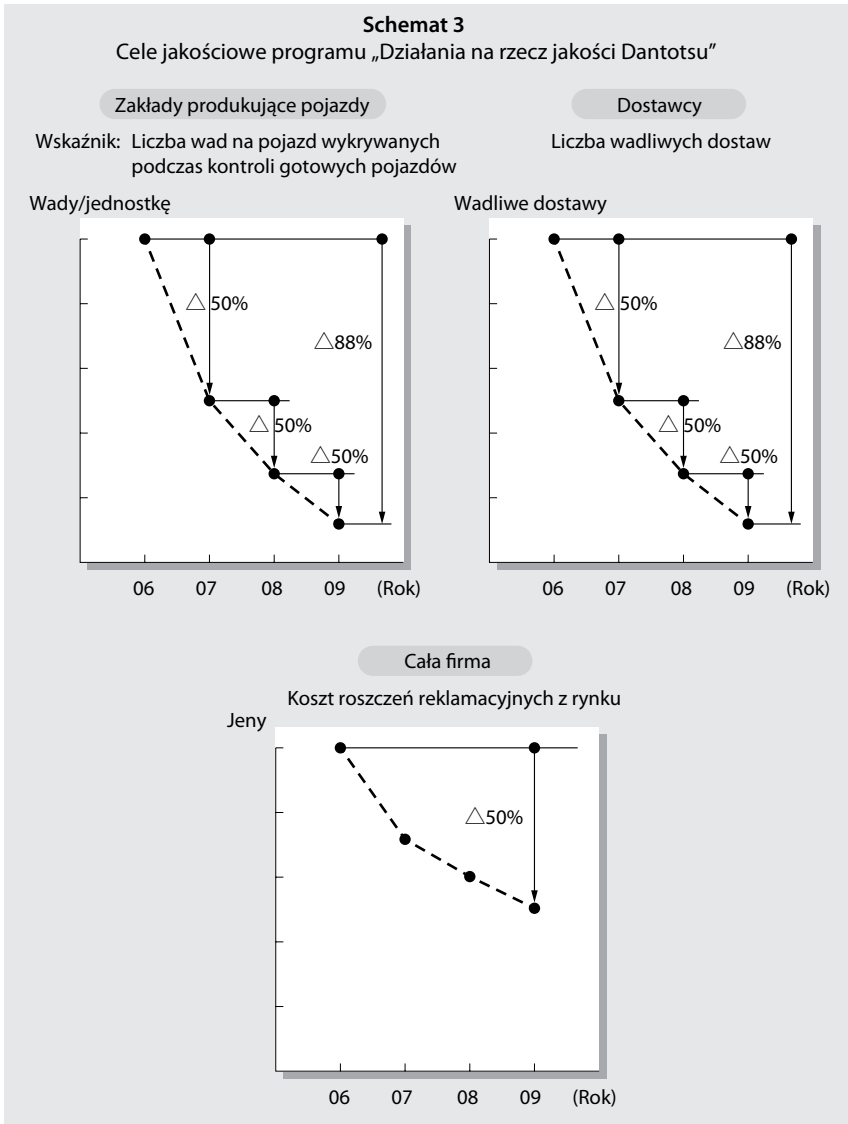 Schemat 3
Cele jakościowe programu „Działania na rzecz jakości Dantotsu”
Zakłady produkujące pojazdy
Wskaźnik: Liczba wad na pojazd wykrywanych
podczas kontroli gotowych pojazdów
Wady/jednostkę
△ 50%
△88%
△ 50%
△50%
06 07 08 09 (Rok)
Dostawcy
Liczba wadliwych dostaw
Wadliwe dostawy
△ 50%
△88%
△ 50%
△50%
06 07 08 09 (Rok)
Cała firma
Koszt roszczeń reklamacyjnych z rynku
Jeny
△50%
06 07 08 09 (Rok)